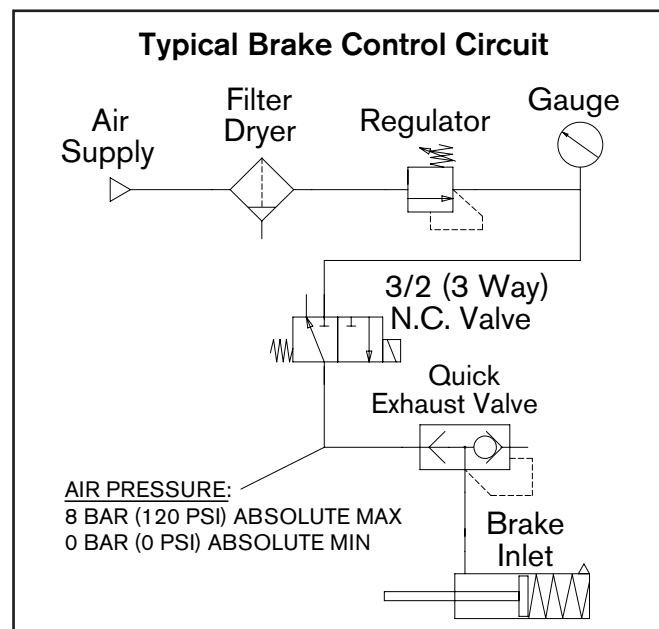 Typical Brake Control Circuit
Air
Supply
Filter
Dryer
Regulator
Gauge
3/2 (3 Way)
N.C. Valve
Quick
Exhaust Valve
AIR PRESSURE:
8 BAR (120 PSI) ABSOLUTE MAX
0 BAR (0 PSI) ABSOLUTE MIN
Brake
Inlet